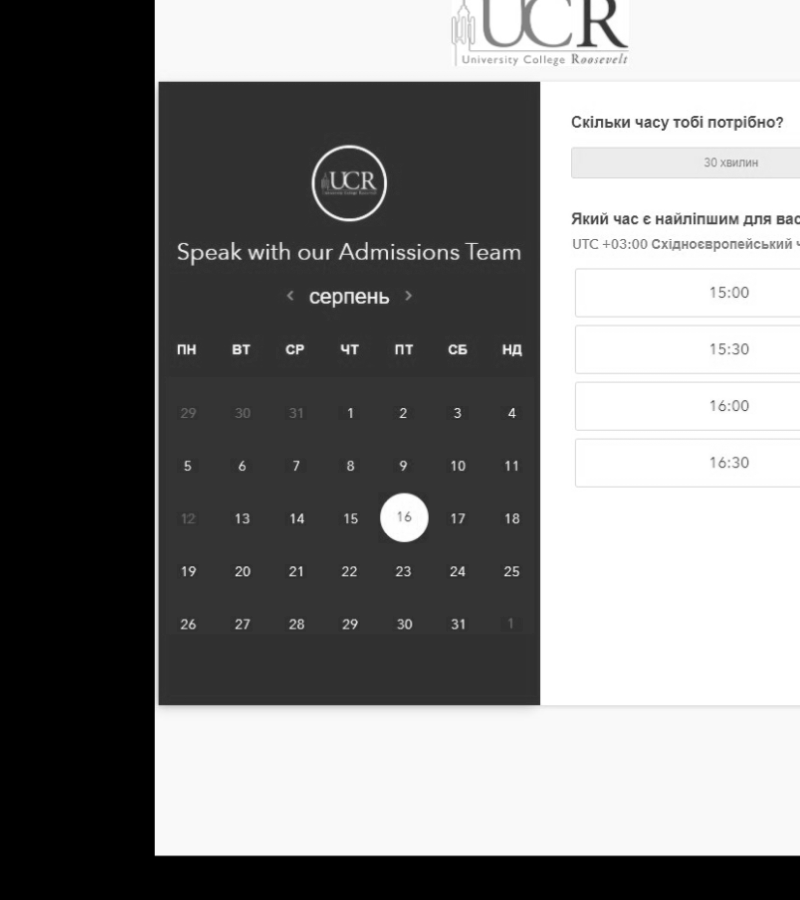 UCR
University College Roosevelt
UCR
Speak with our Admissions Team
‹ серпень ›
ПН ВТ СР ЧТ ПТ СБ НД
29 30 31 1 2 3 4
5 6 7 8 9 10 11
12 13 14 15 16 17 18
19 20 21 22 23 24 25
26 27 28 29 30 31 1
Скільки часу тобі потрібно?
30 хвилин
Який час є найліпшим для вас
UTC +03:00 Східноєвропейський ч
15:00
15:30
16:00
16:30